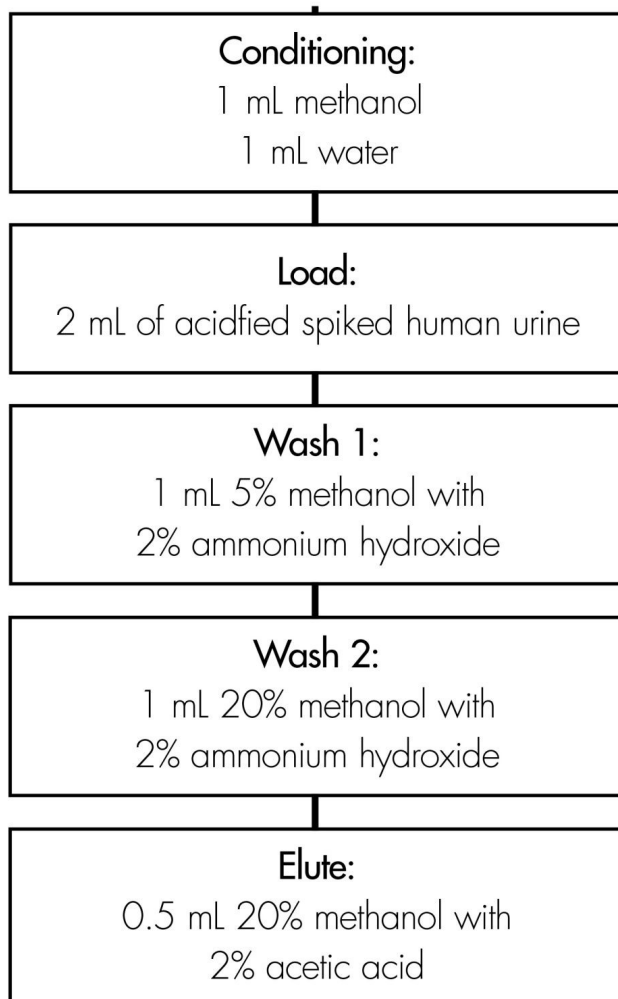 Conditioning:
1 mL methanol
1 mL water
Load:
2 mL of acidfied spiked human urine
Wash 1:
1 mL 5% methanol with
2% ammonium hydroxide
Wash 2:
1 mL 20% methanol with
2% ammonium hydroxide
Elute:
0.5 mL 20% methanol with
2% acetic acid